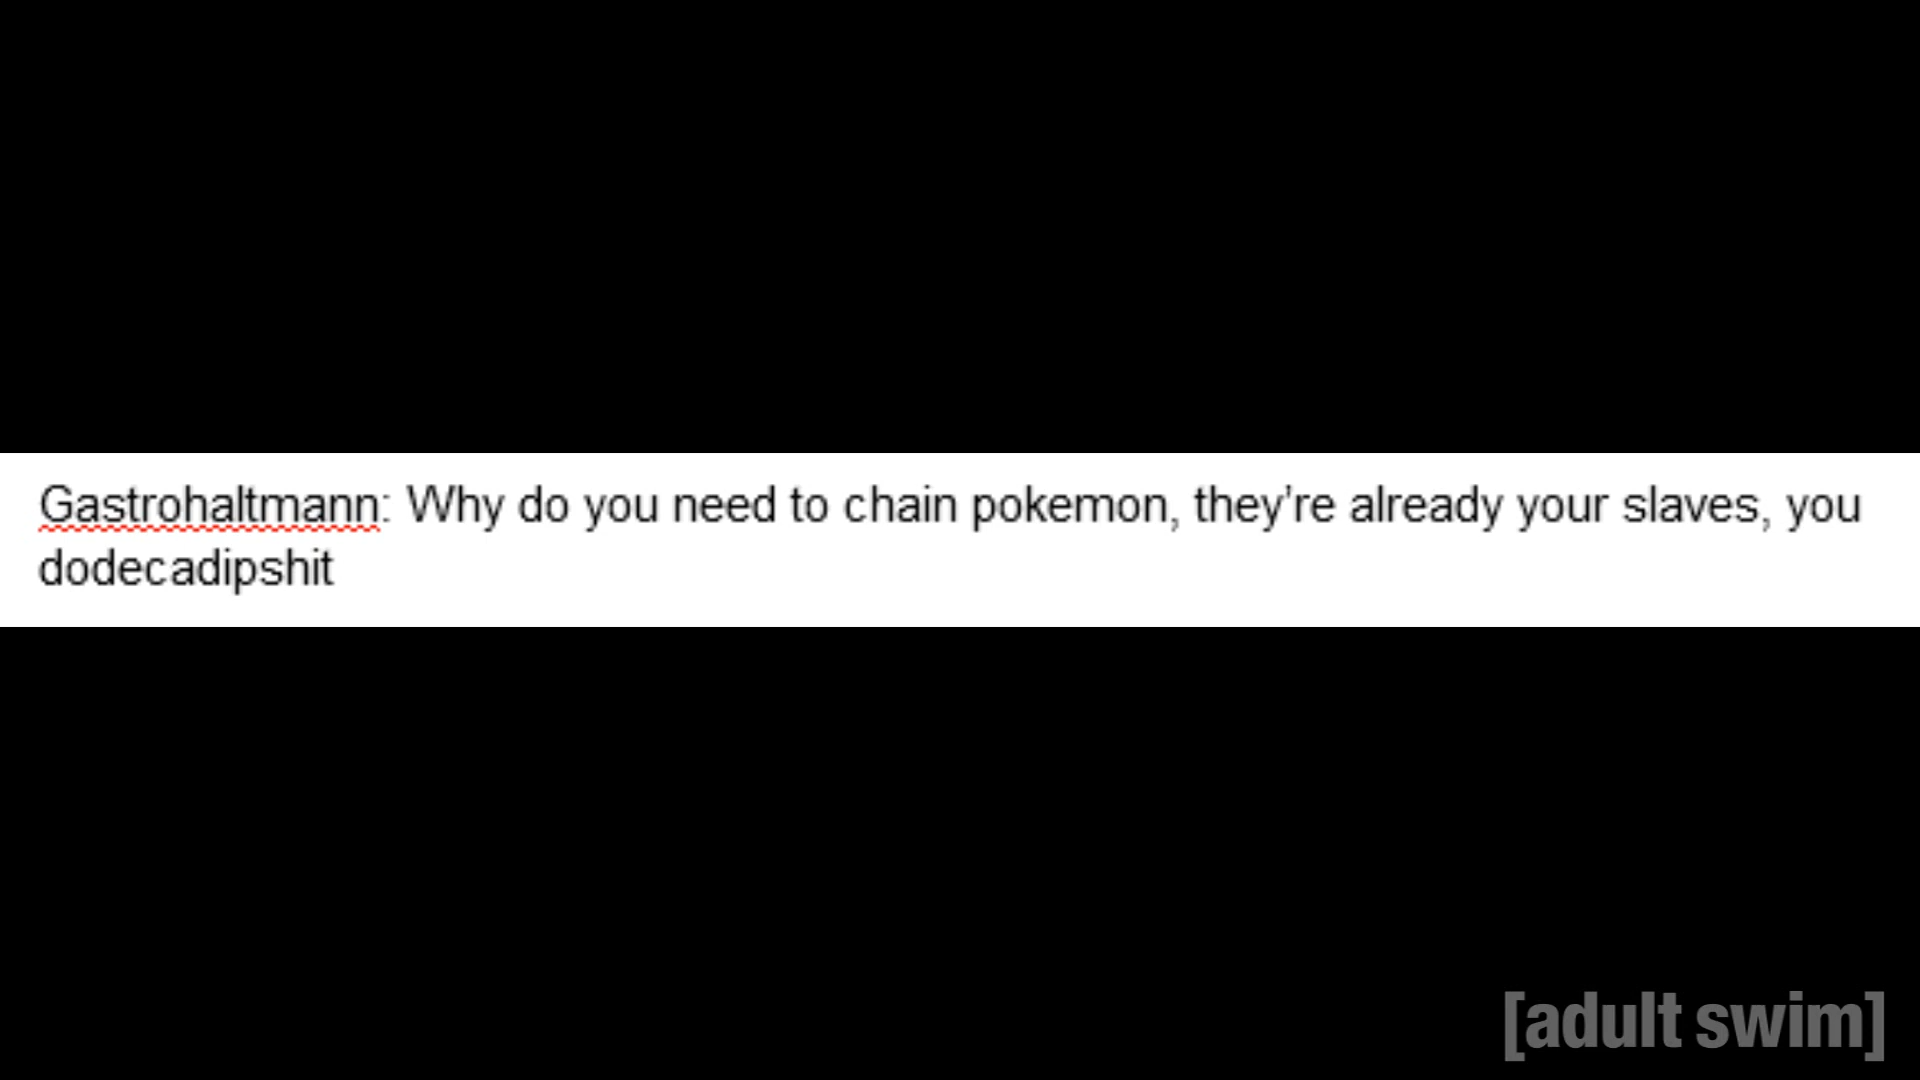 Gastrohaltmann: Why do you need to chain pokemon, they're already your slaves, you
dodecadipshit
[adult swim]